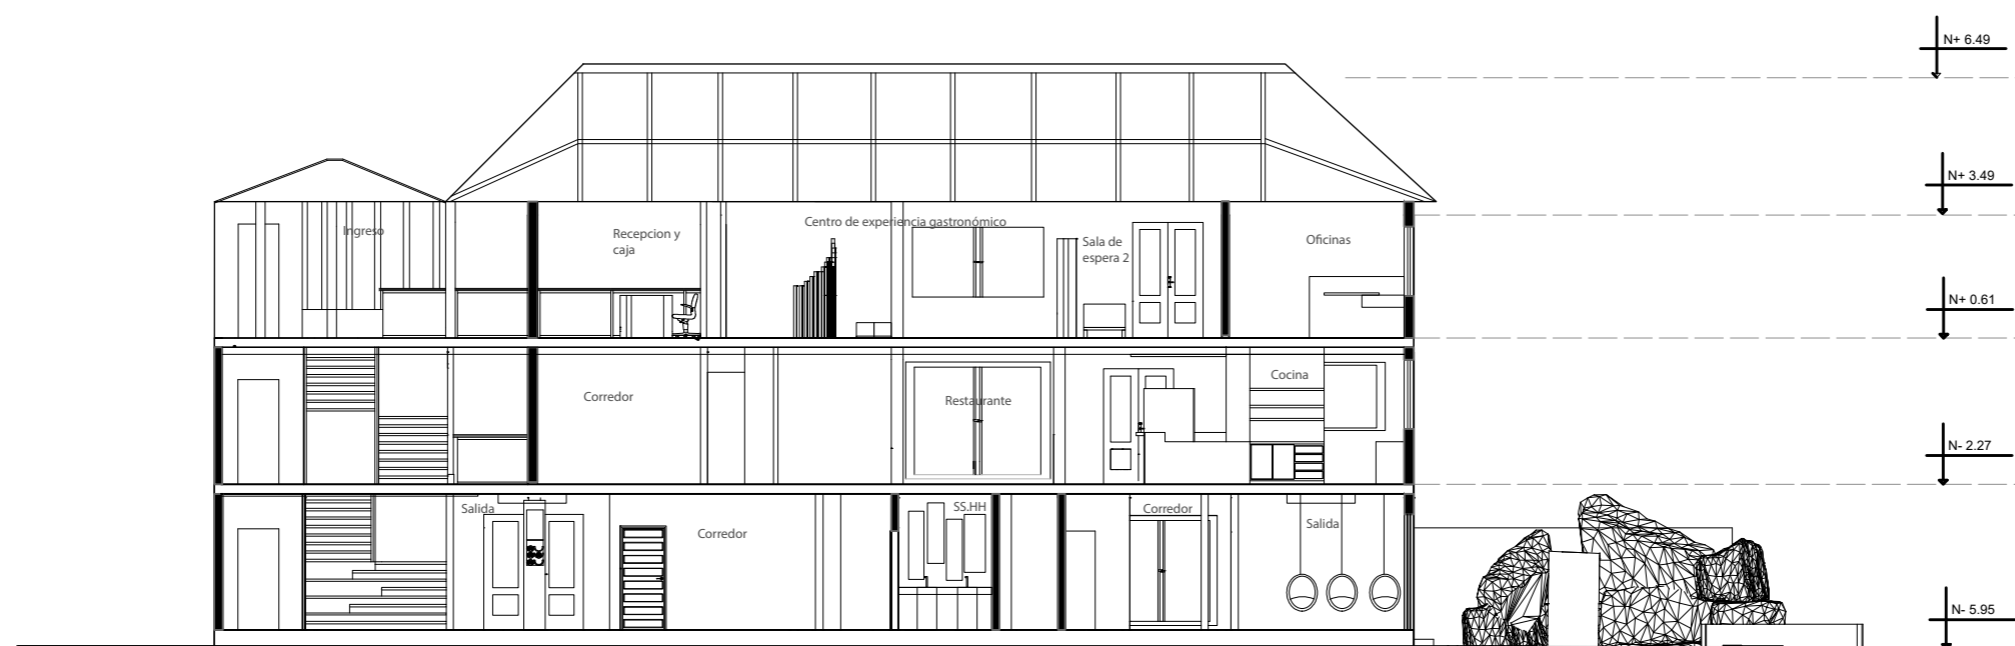 N+ 6.49
N+ 3.49
Ingreso
Recepcion y
caja
Centro de experiencia gastronómico
Sala de
espera 2
Oficinas
N+ 0.61
Corredor
Restaurante
Cocina
N- 2.27
Salida
Corredor
SS.HH
Corredor
Salida
N- 5.95